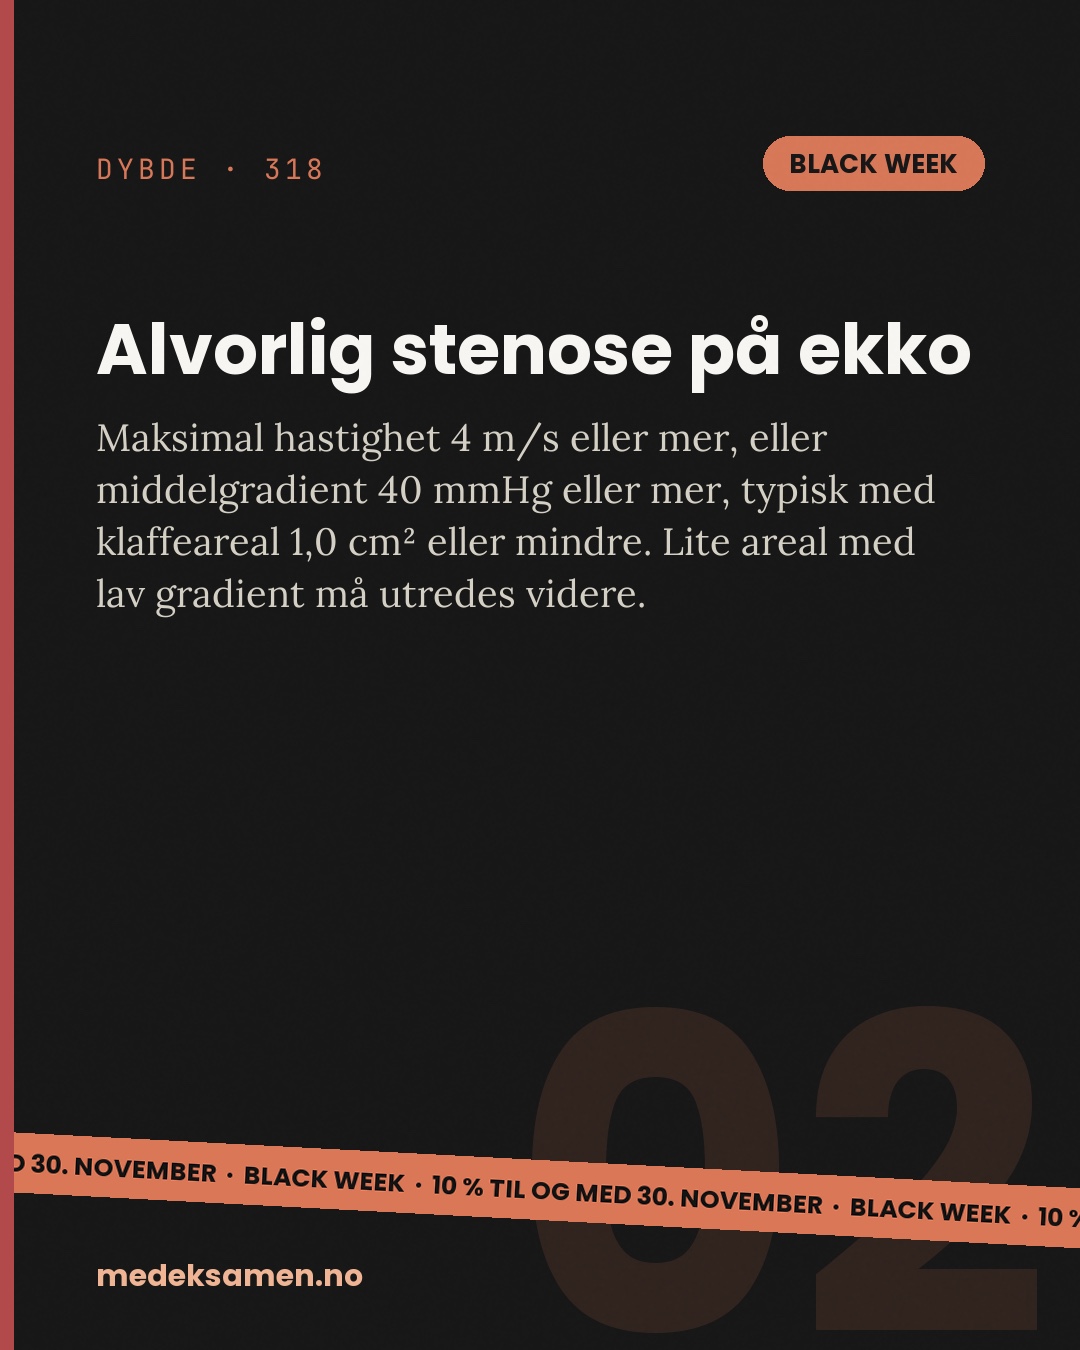 DYBDE · 318
BLACK WEEK
Alvorlig stenose på ekko
Maksimal hastighet 4 m/s eller mer, eller
middelgradient 40 mmHg eller mer, typisk med
klaffeareal 1,0 cm² eller mindre. Lite areal med
lav gradient må utredes videre.
02
D 30. NOVEMBER · BLACK WEEK · 10 % TIL OG MED 30. NOVEMBER · BLACK WEEK · 10 %
medeksamen.no